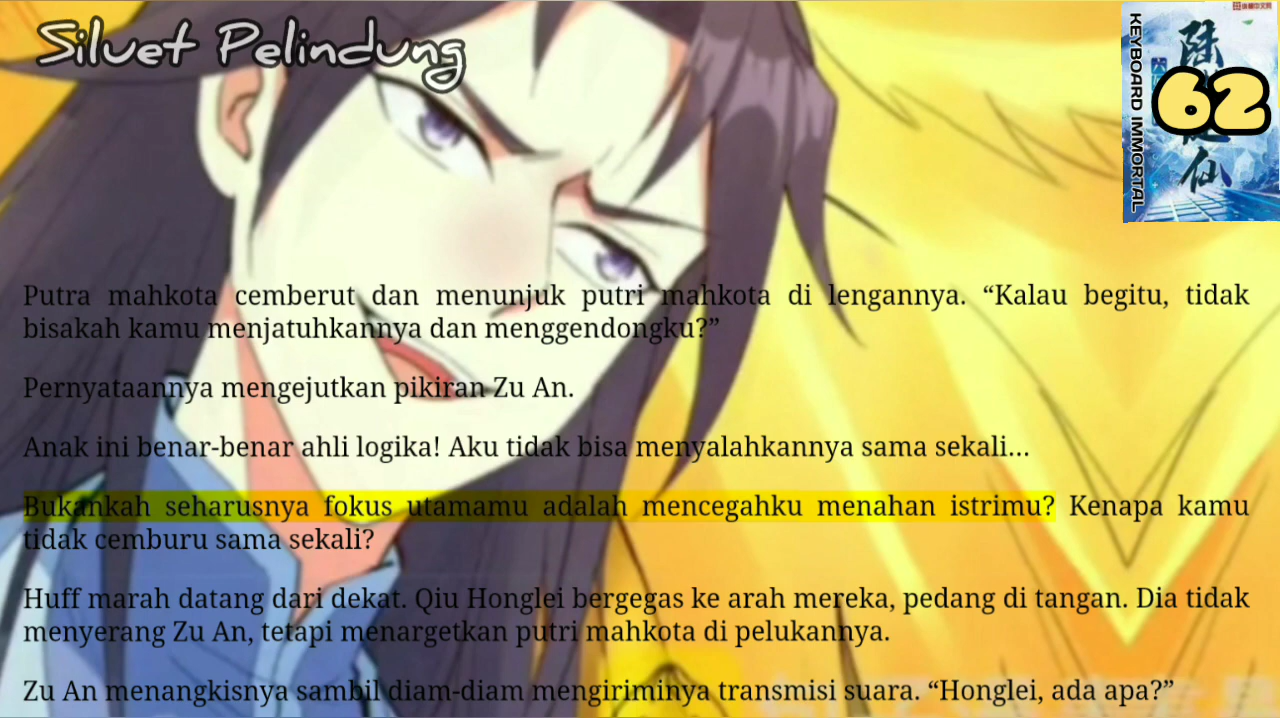 Siluet Pelindung
KEYBOARD IMMORTAL
62
仙
Putra mahkota cemberut dan menunjuk putri mahkota di lengannya. “Kalau begitu, tidak
bisakah kamu menjatuhkannya dan menggendongku?”
Pernyataannya mengejutkan pikiran Zu An.
Anak ini benar-benar ahli logika! Aku tidak bisa menyalahkannya sama sekali…
Bukankah seharusnya fokus utamamu adalah mencegahku menahan istrimu? Kenapa kamu
tidak cemburu sama sekali?
Huff marah datang dari dekat. Qiu Honglei bergegas ke arah mereka, pedang di tangan. Dia tidak
menyerang Zu An, tetapi menargetkan putri mahkota di pelukannya.
Zu An menangkisnya sambil diam-diam mengiriminya transmisi suara. “Honglei, ada apa?”